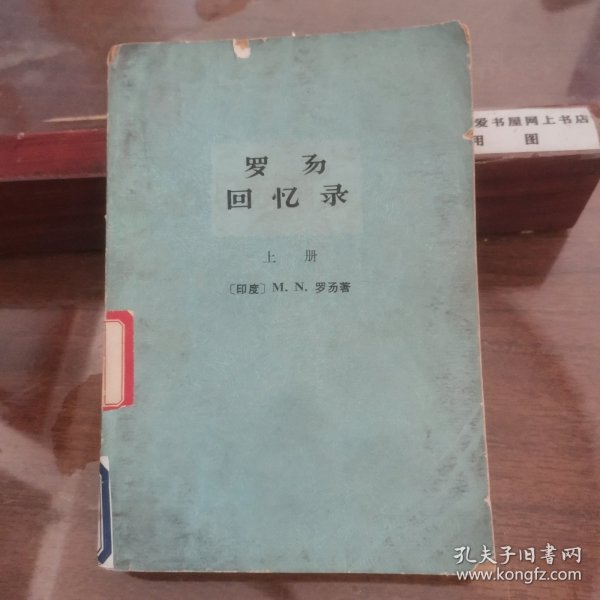 罗易
回忆录
上册
〔印度〕M. N. 罗易著
爱书屋网上书店
用图
孔夫子旧书网
www.kongfz.com